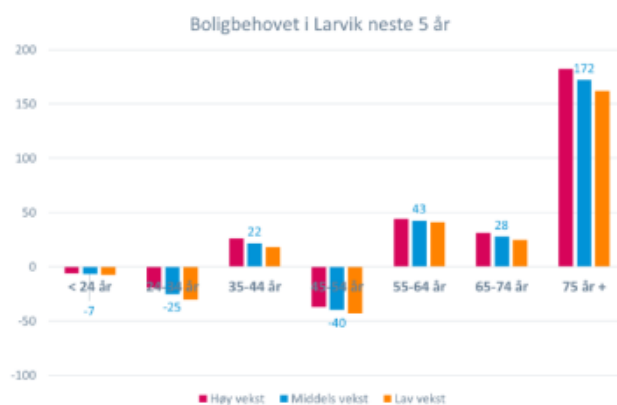 Boligbehovet i Larvik neste 5 år
200
172
150
100
50
43
28
22
0
< 24 år
35-44 år
55-64 år
65-74 år
75 år +
-7
-25
-40
-50
-100
Høy vekst
Middels vekst
Lav vekst